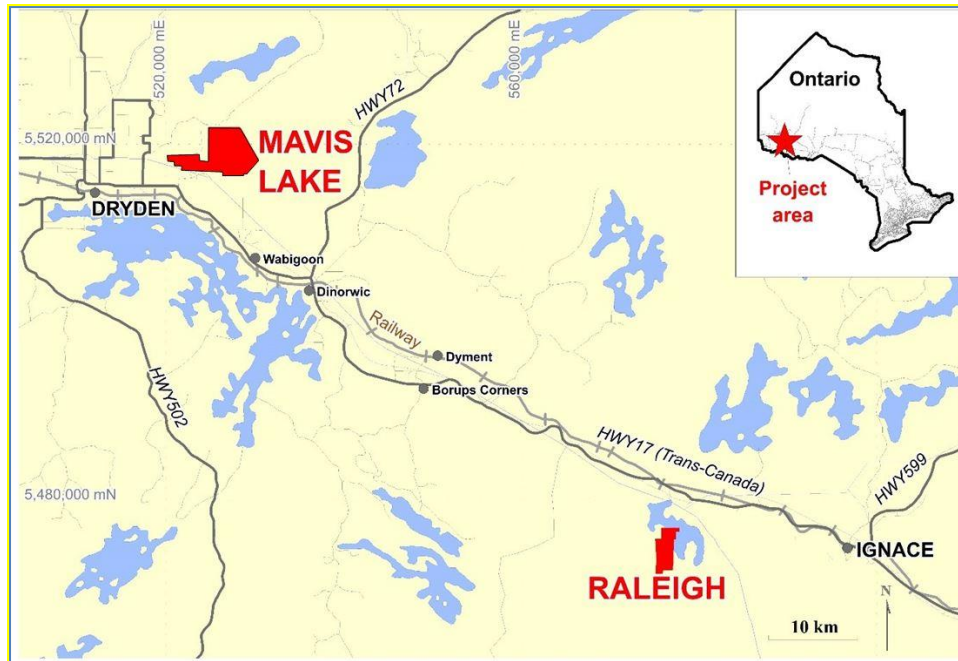 520,000 mE
560,000 mE
HWY72
Ontario
Project
area
5,520,000 mN
MAVIS
LAKE
DRYDEN
Wabigoon
Dinorwic
Railway
Dyment
Borups Corners
HWY502
HWY17 (Trans-Canada)
HWY599
5,480,000 mN
IGNACE
RALEIGH
N
10 km